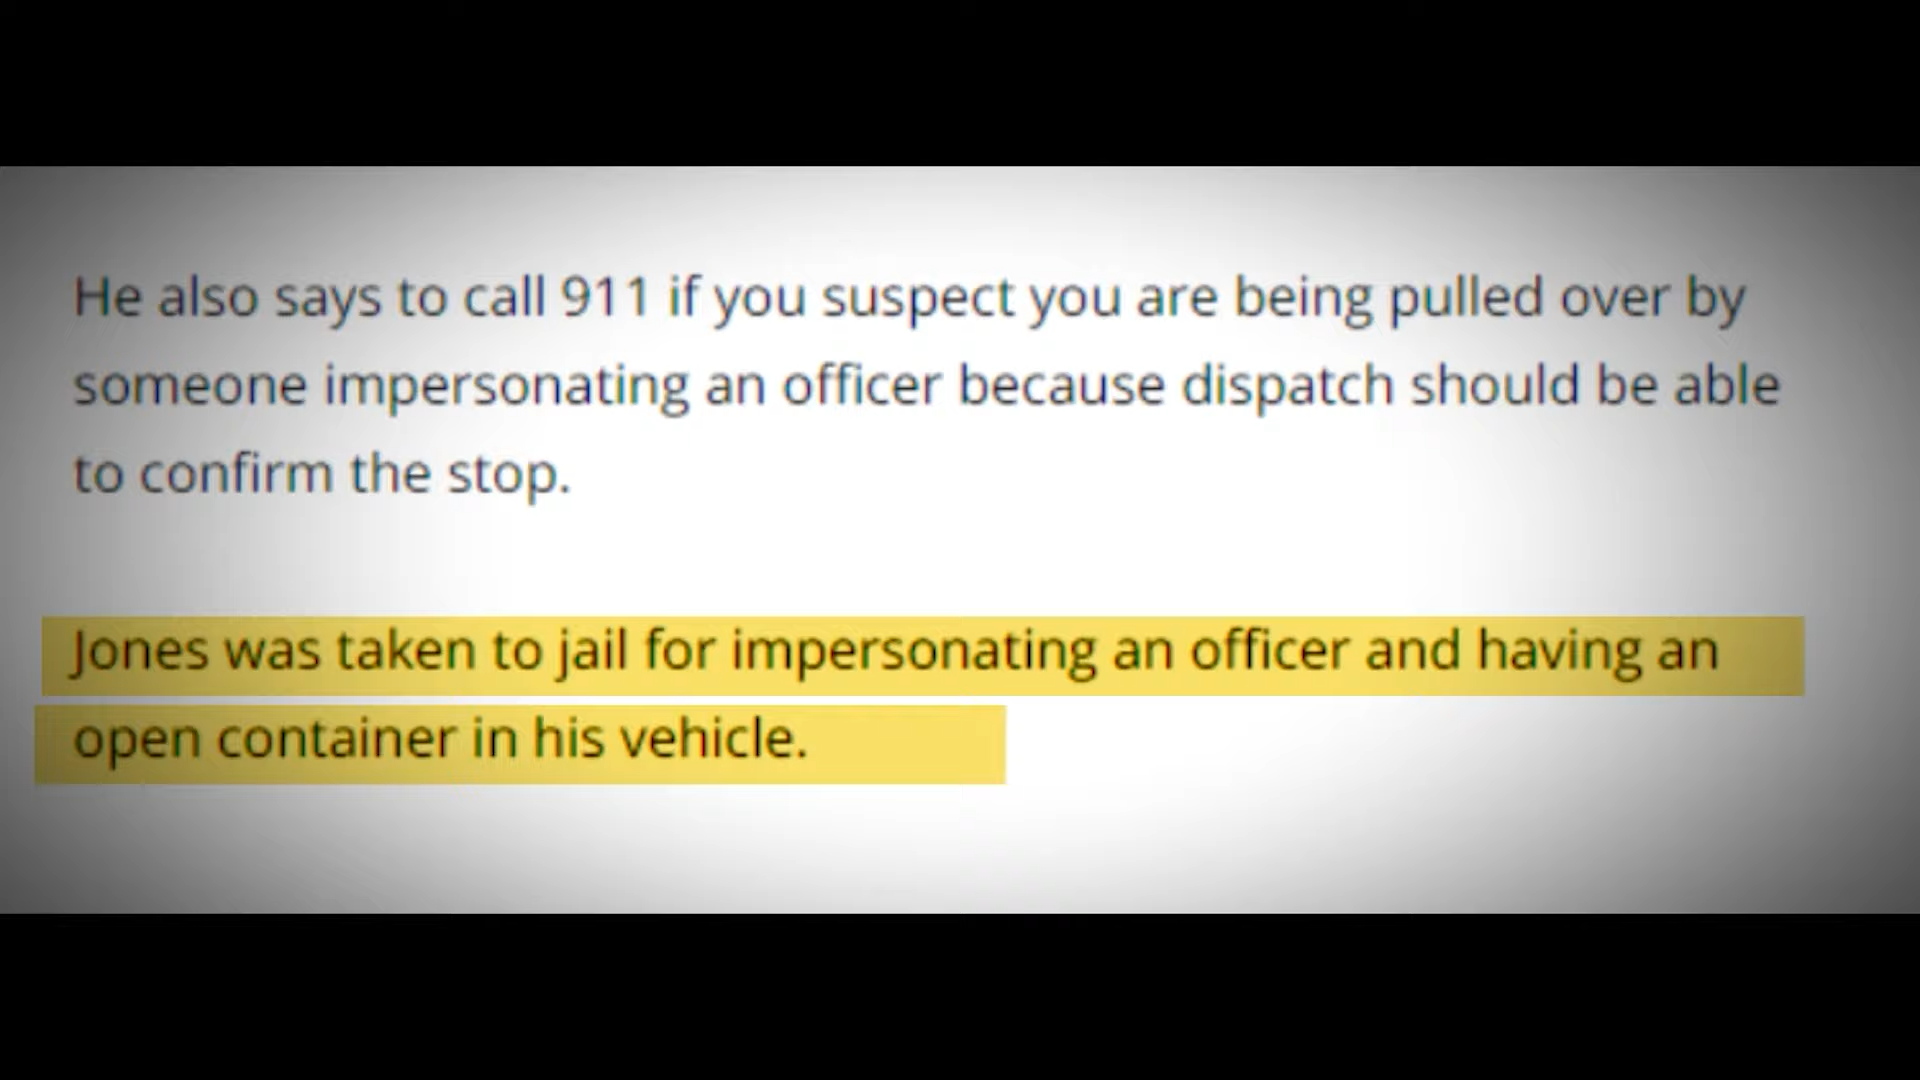 He also says to call 911 if you suspect you are being pulled over by
someone impersonating an officer because dispatch should be able
to confirm the stop.
Jones was taken to jail for impersonating an officer and having an
open container in his vehicle.